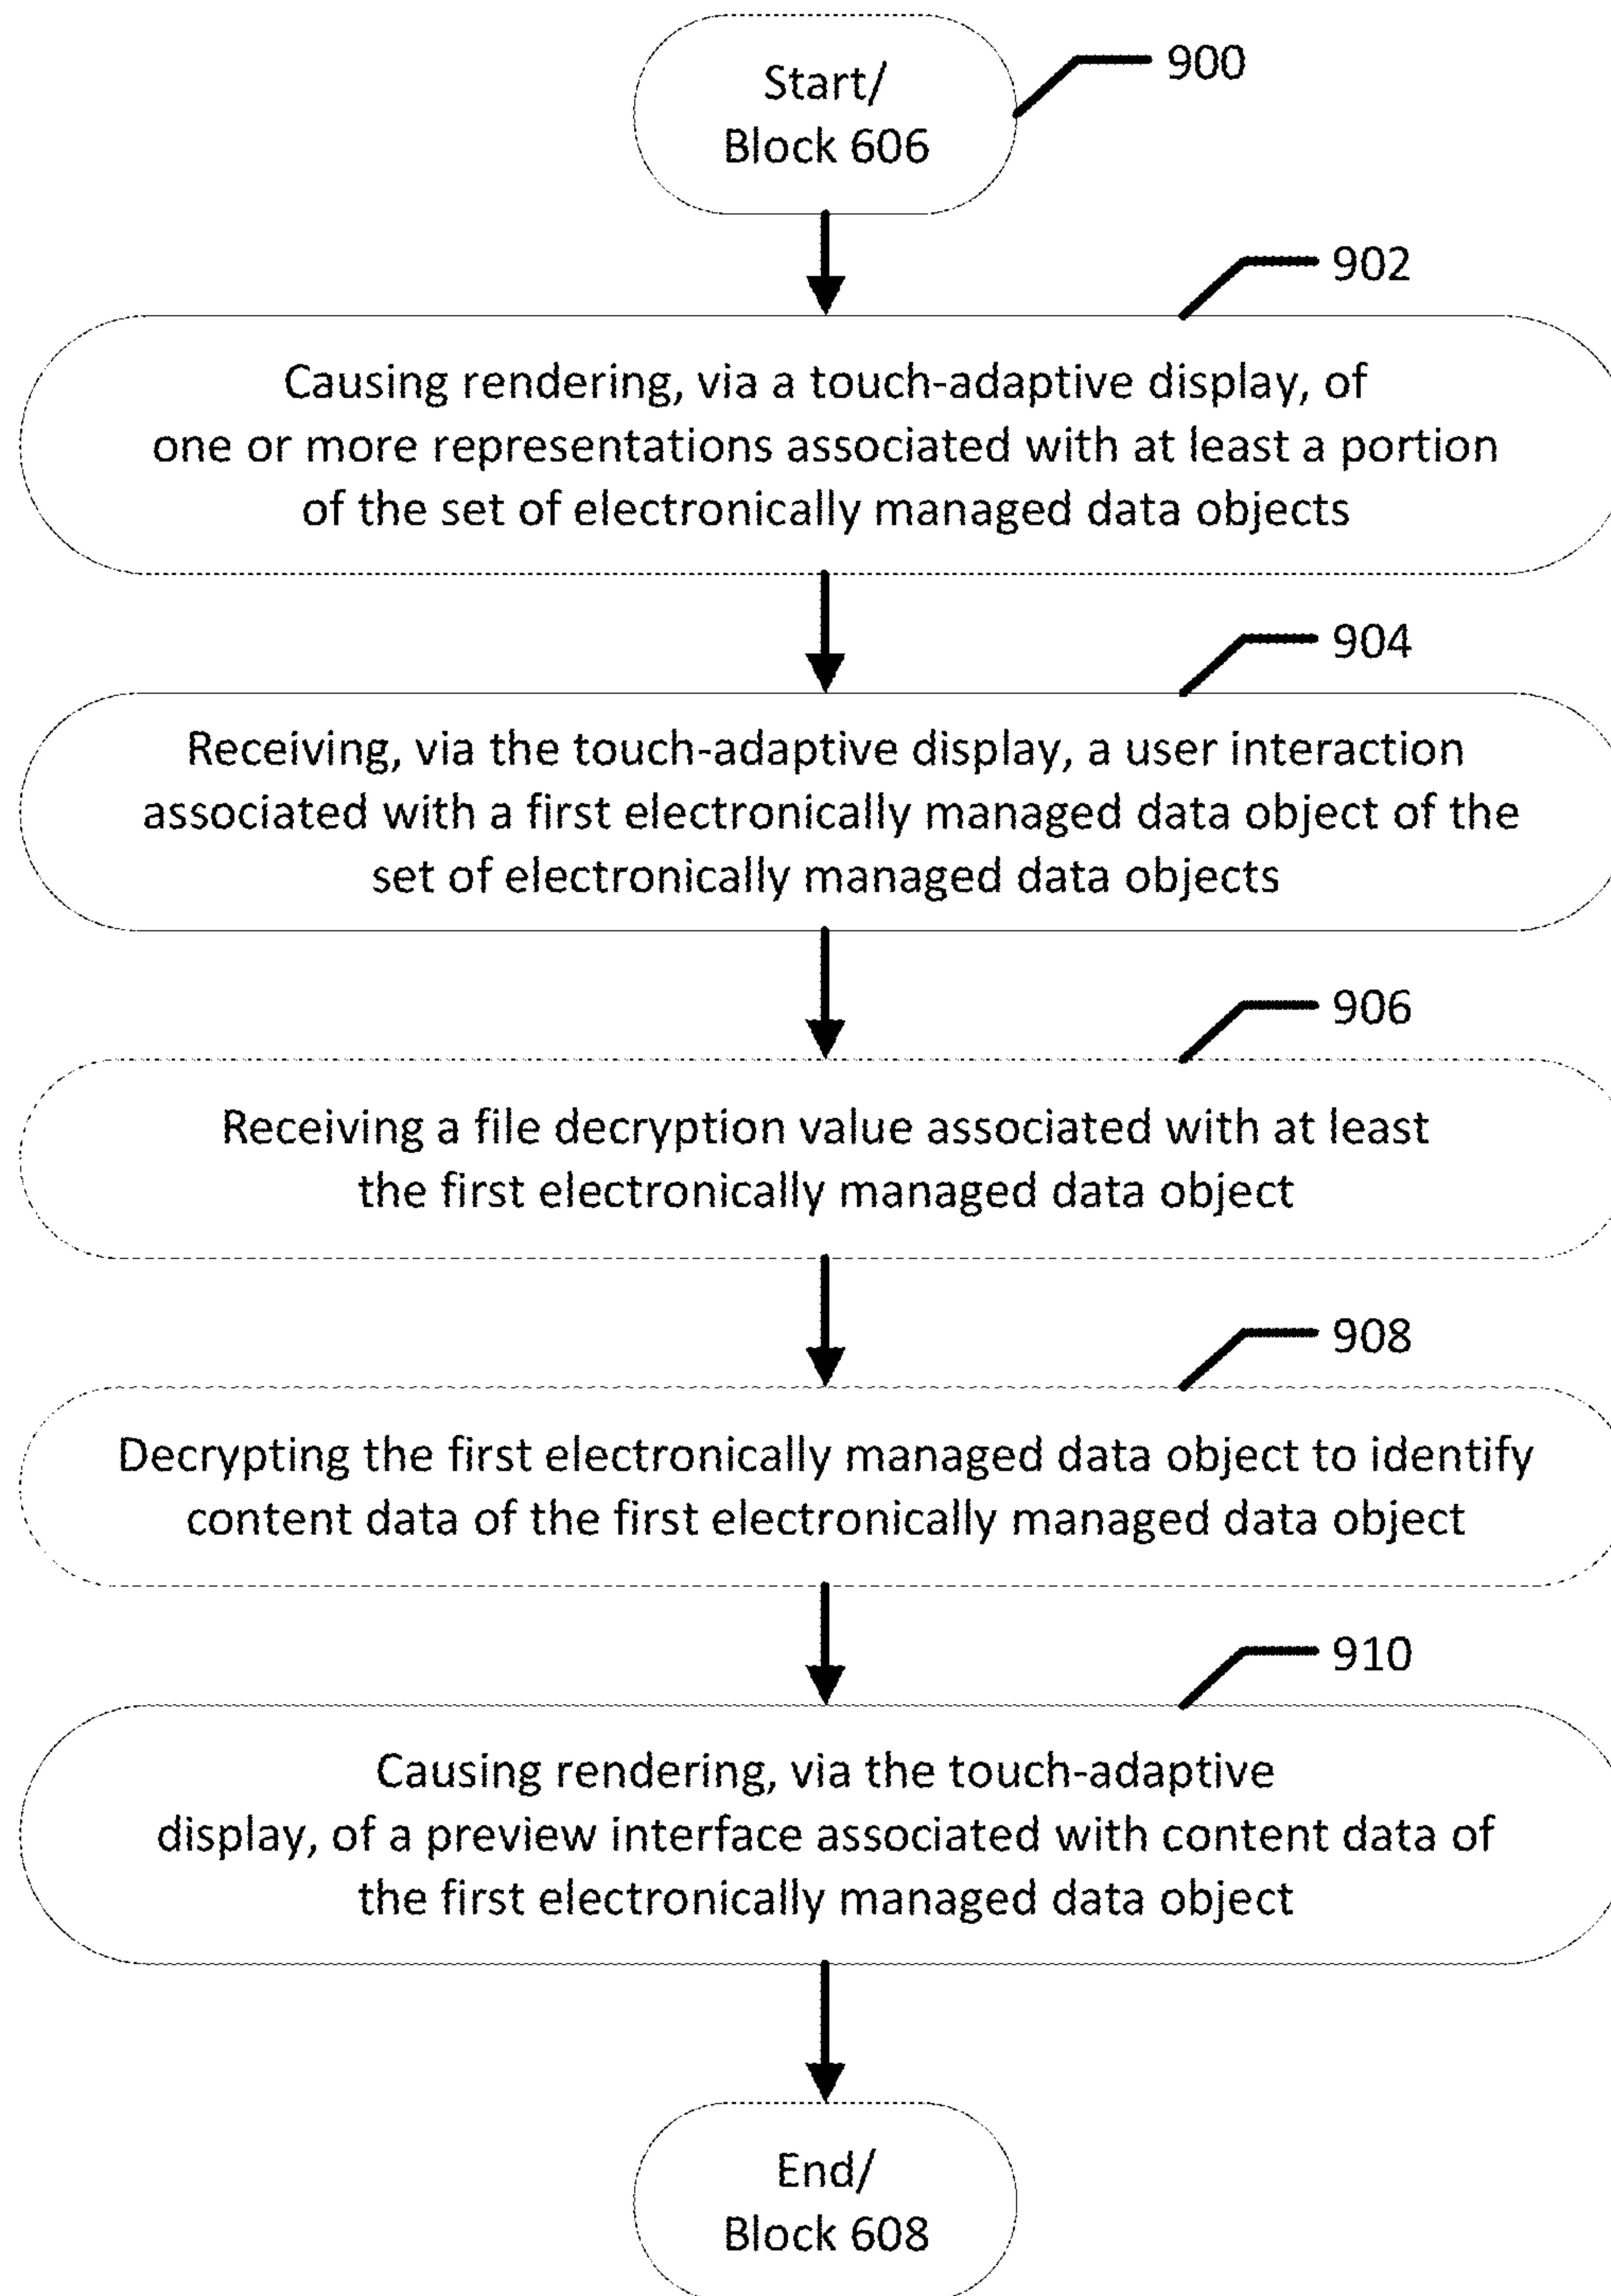 Start/
Block 606
900
902
Causing rendering, via a touch-adaptive display, of
one or more representations associated with at least a portion
of the set of electronically managed data objects
904
Receiving, via the touch-adaptive display, a user interaction
associated with a first electronically managed data object of the
set of electronically managed data objects
906
Receiving a file decryption value associated with at least
the first electronically managed data object
908
Decrypting the first electronically managed data object to identify
content data of the first electronically managed data object
910
Causing rendering, via the touch-adaptive
display, of a preview interface associated with content data of
the first electronically managed data object
End/
Block 608